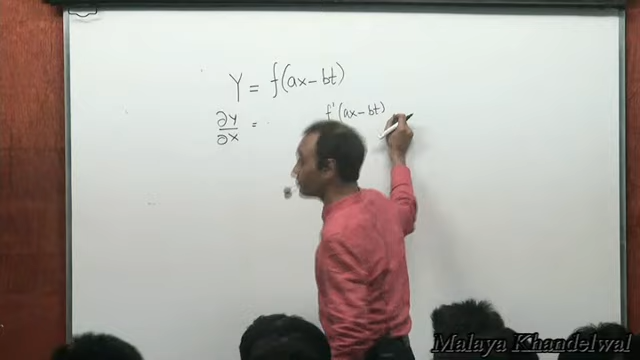 Y = f(ax - bt)
∂Y/∂X = f'(ax - bt)
Malaya Khandelwal